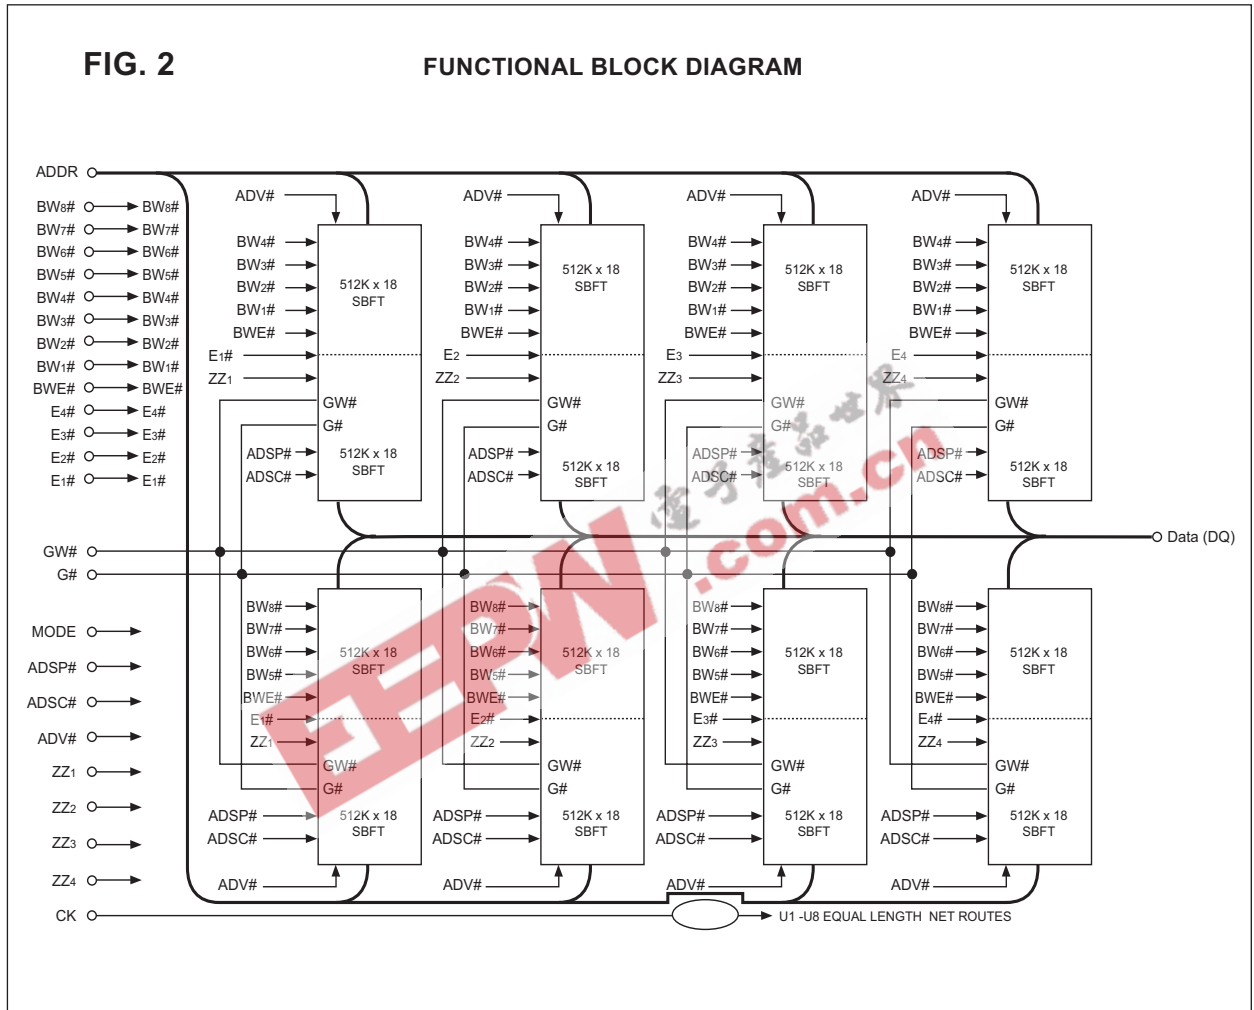 FIG. 2
FUNCTIONAL BLOCK DIAGRAM
ADDR
BW8# BW8#
BW7# BW7#
BW6# BW6#
BW5# BW5#
BW4# BW4#
BW3# BW3#
BW2# BW2#
BW1# BW1#
BWE# BWE#
E4# E4#
E3# E3#
E2# E2#
E1# E1#
GW#
G#
MODE
ADSP#
ADSC#
ADV#
ZZ1
ZZ2
ZZ3
ZZ4
CK
ADV#
BW4#
BW3#
BW2#
BW1#
BWE#
E1#
ZZ1
GW#
G#
ADSP#
ADSC#
512K x 18
SBFT
512K x 18
SBFT
ADV#
BW4#
BW3#
BW2#
BW1#
BWE#
E2
ZZ2
GW#
G#
ADSP#
ADSC#
512K x 18
SBFT
512K x 18
SBFT
ADV#
BW4#
BW3#
BW2#
BW1#
BWE#
E3
ZZ3
GW#
G#
ADSP#
ADSC#
512K x 18
SBFT
512K x 18
SBFT
ADV#
BW4#
BW3#
BW2#
BW1#
BWE#
E4
ZZ4
GW#
G#
ADSP#
ADSC#
512K x 18
SBFT
512K x 18
SBFT
Data (DQ)
BW8#
BW7#
BW6#
BW5#
BWE#
E1#
ZZ1
GW#
G#
ADSP#
ADSC#
ADV#
512K x 18
SBFT
512K x 18
SBFT
BW8#
BW7#
BW6#
BW5#
BWE#
E2#
ZZ2
GW#
G#
ADSP#
ADSC#
ADV#
512K x 18
SBFT
512K x 18
SBFT
BW8#
BW7#
BW6#
BW5#
BWE#
E3#
ZZ3
GW#
G#
ADSP#
ADSC#
ADV#
512K x 18
SBFT
512K x 18
SBFT
BW8#
BW7#
BW6#
BW5#
BWE#
E4#
ZZ4
GW#
G#
ADSP#
ADSC#
ADV#
512K x 18
SBFT
512K x 18
SBFT
U1 -U8 EQUAL LENGTH NET ROUTES
EEPW.com.cn
電子產品世界